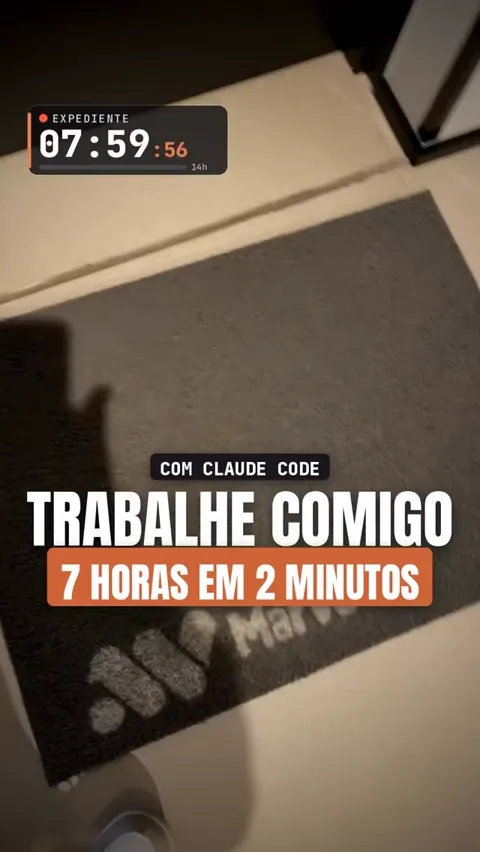 EXPEDIENTE
07:59:56
14h
COM CLAUDE CODE
TRABALHE COMIGO
7 HORAS EM 2 MINUTOS